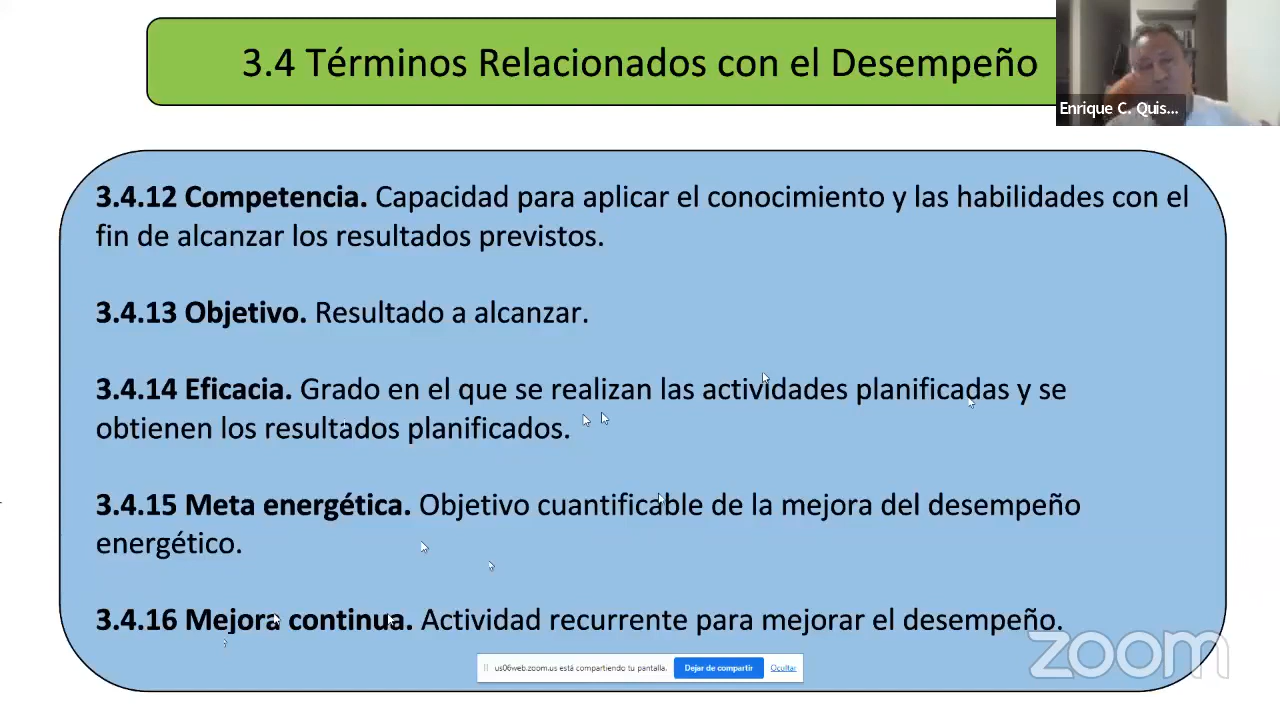 3.4 Términos Relacionados con el Desempeño
Enrique C. Quis...
3.4.12 Competencia. Capacidad para aplicar el conocimiento y las habilidades con el
fin de alcanzar los resultados previstos.
3.4.13 Objetivo. Resultado a alcanzar.
3.4.14 Eficacia. Grado en el que se realizan las actividades planificadas y se
obtienen los resultados planificados.
3.4.15 Meta energética. Objetivo cuantificable de la mejora del desempeño
energético.
3.4.16 Mejora continua. Actividad recurrente para mejorar el desempeño.
zoom
us06web.zoom.us está compartiendo tu pantalla. Dejar de compartir Ocultar